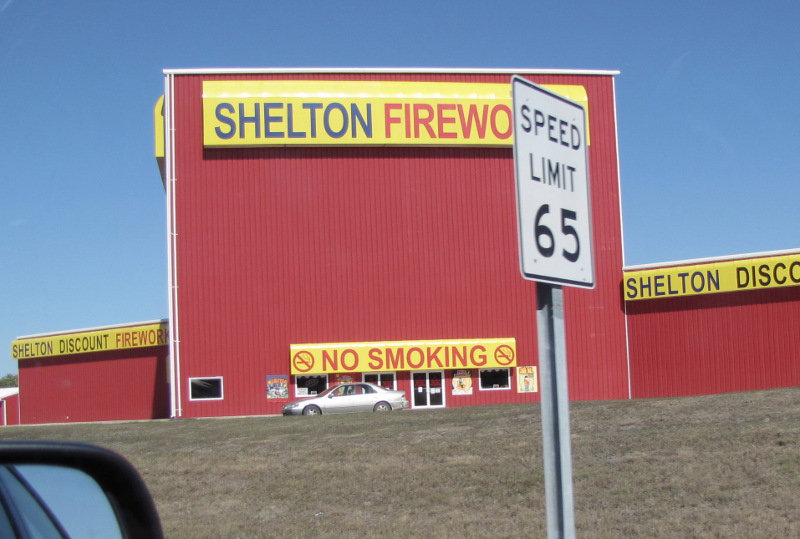 SHELTON FIREWO
SPEED
LIMIT
65
SHELTON DISCO
SHELTON DISCOUNT FIREWORK
NO SMOKING